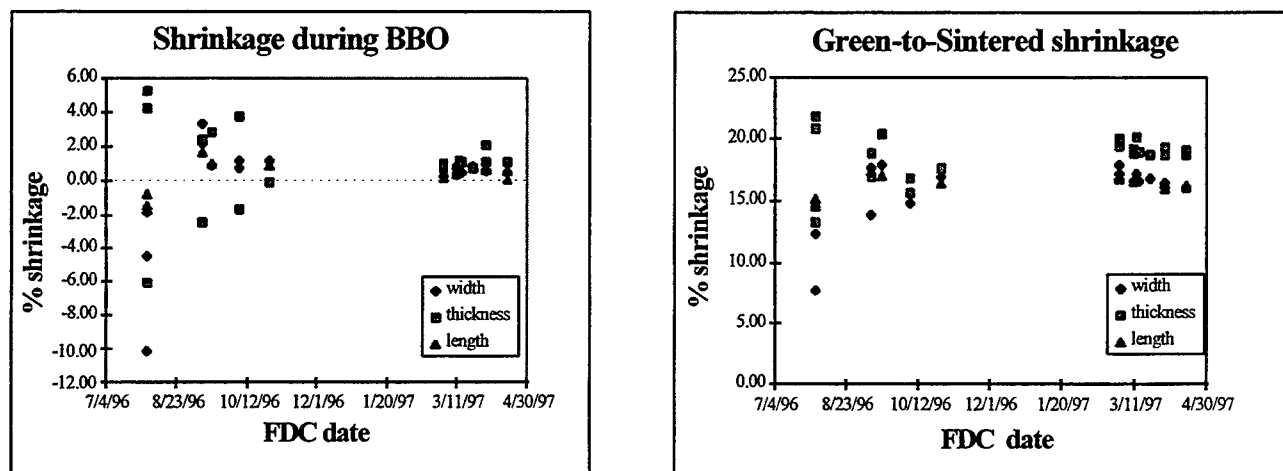 Shrinkage during BBO
6.00
4.00
2.00
0.00
-2.00
-4.00
-6.00
-8.00
-10.00
-12.00
% shrinkage
width
thickness
length
7/4/96 8/23/96 10/12/96 12/1/96 1/20/97 3/11/97 4/30/97
FDC date
Green-to-Sintered shrinkage
25.00
20.00
15.00
10.00
5.00
0.00
% shrinkage
width
thickness
length
7/4/96 8/23/96 10/12/96 12/1/96 1/20/97 3/11/97 4/30/97
FDC date